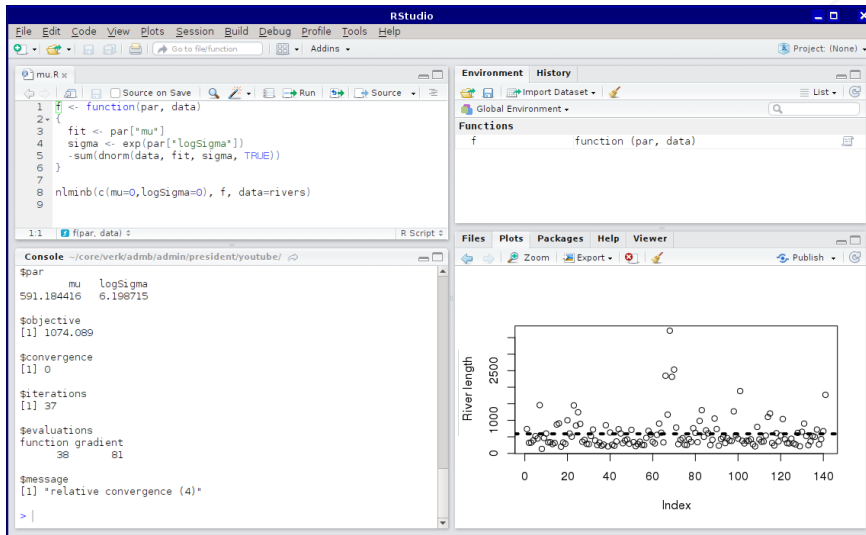 RStudio
File Edit Code View Plots Session Build Debug Profile Tools Help
Go to file/function
Addins
Project: (None)
mu.R
Source on Save
Run
Source
1 f <- function(par, data)
2 {
3 fit <- par["mu"]
4 sigma <- exp(par["logSigma"])
5 -sum(dnorm(data, fit, sigma, TRUE))
6 }
7
8 nlminb(c(mu=0,logSigma=0), f, data=rivers)
9
1:1 f(par, data) R Script
Console ~/core/verk/admb/admin/president/youtube/
$par
mu logSigma
591.184416 6.198715
$objective
[1] 1074.089
$convergence
[1] 0
$iterations
[1] 37
$evaluations
function gradient
38 81
$message
[1] "relative convergence (4)"
>
Environment History
Import Dataset
List
Global Environment
Functions
f function (par, data)
Files Plots Packages Help Viewer
Zoom Export Publish
River length
2500
1000
0
0 20 40 60 80 100 120 140
Index